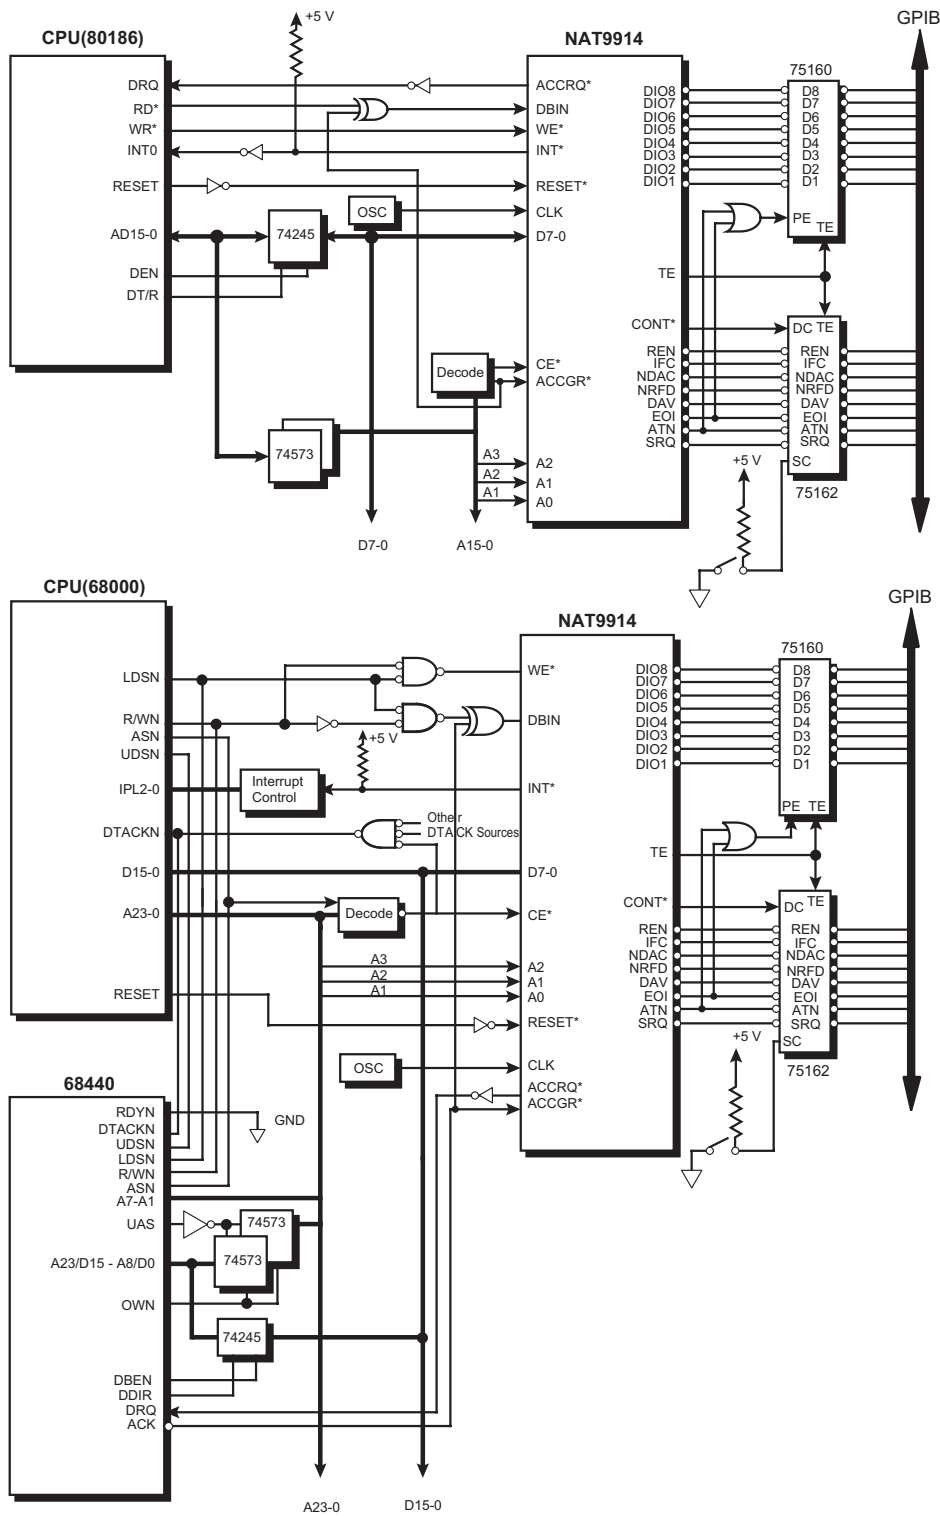 +5 V
GPIB
CPU(80186)
NAT9914
75160
DRQ
RD*
WR*
INT0
RESET
AD15-0
DEN
DT/R
74245
OSC
Decode
74573
D7-0
A15-0
ACCRQ*
DBIN
WE*
INT*
RESET*
CLK
D7-0
CE*
ACCGR*
A3
A2
A1
A2
A1
A0
DIO8
DIO7
DIO6
DIO5
DIO4
DIO3
DIO2
DIO1
TE
CONT*
REN
IFC
NDAC
NRFD
DAV
EOI
ATN
SRQ
D8
D7
D6
D5
D4
D3
D2
D1
PE
TE
DC TE
REN
IFC
NDAC
NRFD
DAV
EOI
ATN
SRQ
SC
75162
+5 V
CPU(68000)
NAT9914
GPIB
75160
LDSN
R/WN
ASN
UDSN
IPL2-0
DTACKN
D15-0
A23-0
RESET
+5 V
Interrupt
Control
Other
DTACK Sources
Decode
A3
A2
A1
OSC
WE*
DBIN
INT*
D7-0
CE*
A2
A1
A0
RESET*
CLK
ACCRQ*
ACCGR*
DIO8
DIO7
DIO6
DIO5
DIO4
DIO3
DIO2
DIO1
TE
CONT*
REN
IFC
NDAC
NRFD
DAV
EOI
ATN
SRQ
D8
D7
D6
D5
D4
D3
D2
D1
PE TE
DC TE
REN
IFC
NDAC
NRFD
DAV
EOI
ATN
SRQ
SC
75162
+5 V
68440
RDYN
DTACKN
UDSN
LDSN
R/WN
ASN
A7-A1
UAS
A23/D15 - A8/D0
OWN
DBEN
DDIR
DRQ
ACK
GND
74573
74573
74245
A23-0
D15-0